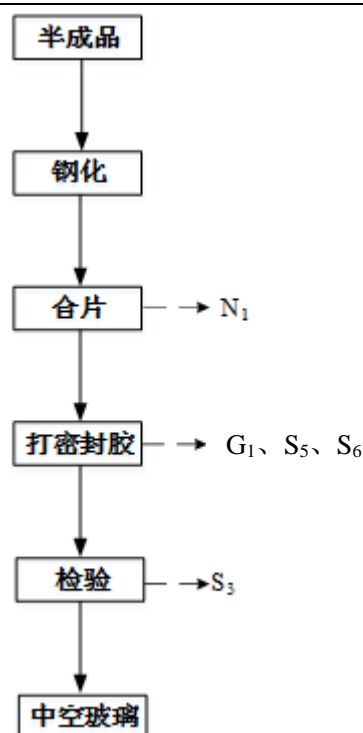 半成品
钢化
合片 N₁
打密封胶 G₁、S₅、S₆
检验 S₃
中空玻璃